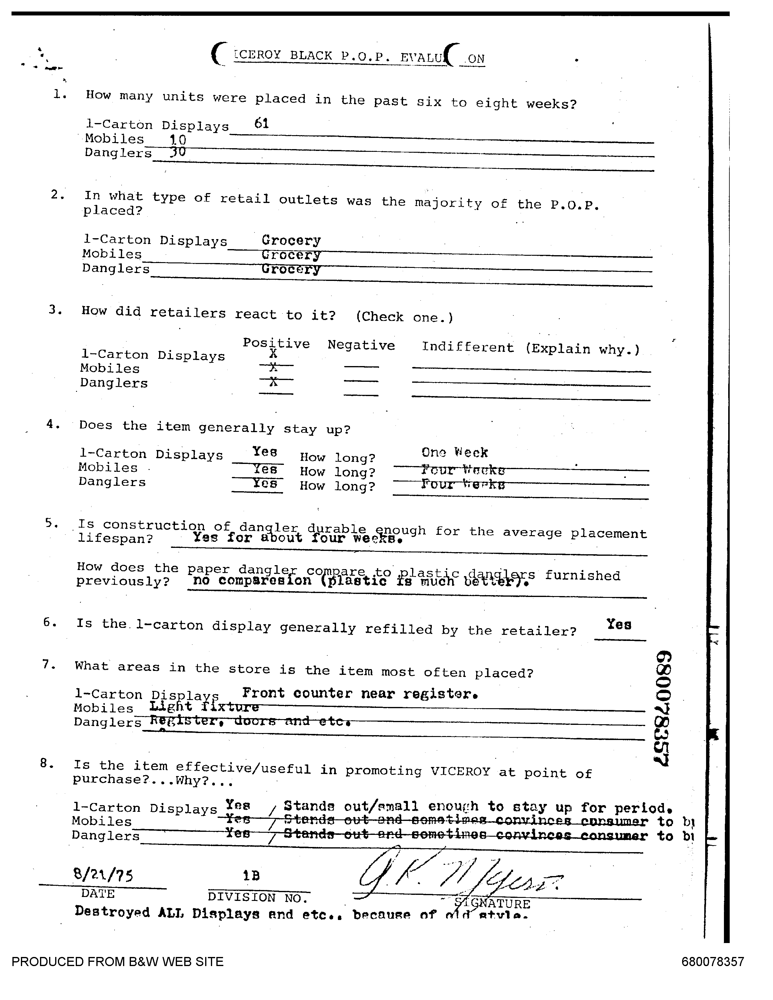 ICEROY BLACK P.O.P. EVALU ON
1. How many units were placed in the past six to eight weeks?
1-Carton Displays 61
Mobiles 10
Danglers 30
2. In what type of retail outlets was the majority of the P.O.P.
placed?
1-Carton Displays Grocery
Mobiles Grocery
Danglers Grocery
3. How did retailers react to it? (Check one.)
Positive Negative Indifferent (Explain why.)
1-Carton Displays X
Mobiles X
Danglers X
4. Does the item generally stay up?
1-Carton Displays Yes How long? One Week
Mobiles Yes How long? Four Weeks
Danglers Yes How long? Four Weeks
5. Is construction of dangler durable enough for the average placement
lifespan? Yes for about four weeks.
How does the paper dangler compare to plastic danglers furnished
previously? no comparesion (plastic is much better).
6. Is the 1-carton display generally refilled by the retailer? Yes
7. What areas in the store is the item most often placed?
1-Carton Displays Front counter near register.
Mobiles Light fixture
Danglers Register, doors and etc.
8. Is the item effective/useful in promoting VICEROY at point of
purchase?...Why?...
1-Carton Displays Yes / Stands out/small enough to stay up for period.
Mobiles Yes / Stands out and sometimes convinces consumer to
Danglers Yes / Stands out and sometimes convinces consumer to
8/21/75 1B J.K. Myers
DATE DIVISION NO. SIGNATURE
Destroyed ALL Displays and etc., because of old style.
680078357
PRODUCED FROM B&W WEB SITE 680078357